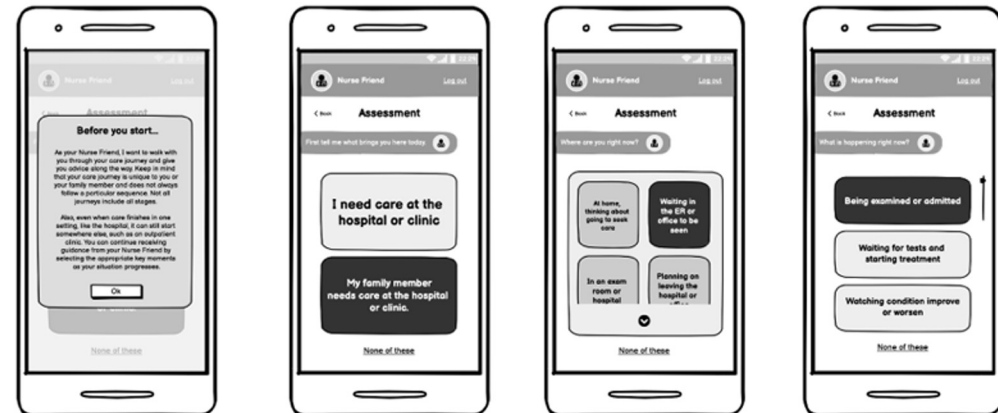 Nurse Friend
Log out
Assessment
Before you start...
As your Nurse Friend, I want to walk with
you through your care journey and give
you advice along the way. Keep in mind
that your care journey is unique to you or
your family member and does not always
follow a particular sequence. Not all
journeys include all stages.
Also, even when care finishes in one
setting, like the hospital, it can still start
somewhere else, such as an outpatient
clinic. You can continue receiving
guidance from your Nurse Friend by
selecting the appropriate key moments
as your situation progresses.
Ok
None of these
22:29
Nurse Friend
Log out
< Back
Assessment
First tell me what brings you here today.
I need care at the
hospital or clinic
My family member
needs care at the hospital
or clinic.
None of these
22:29
Nurse Friend
Log out
< Back
Assessment
Where are you right now?
At home,
thinking about
going to seek
care
Waiting in
the ER or
office to be
seen
In an exam
room or
hospital
Planning on
leaving the
hospital or
None of these
22:29
Nurse Friend
Log out
< Back
Assessment
What is happening right now?
Being examined or admitted
Waiting for tests and
starting treatment
Watching condition improve
or worsen
None of these